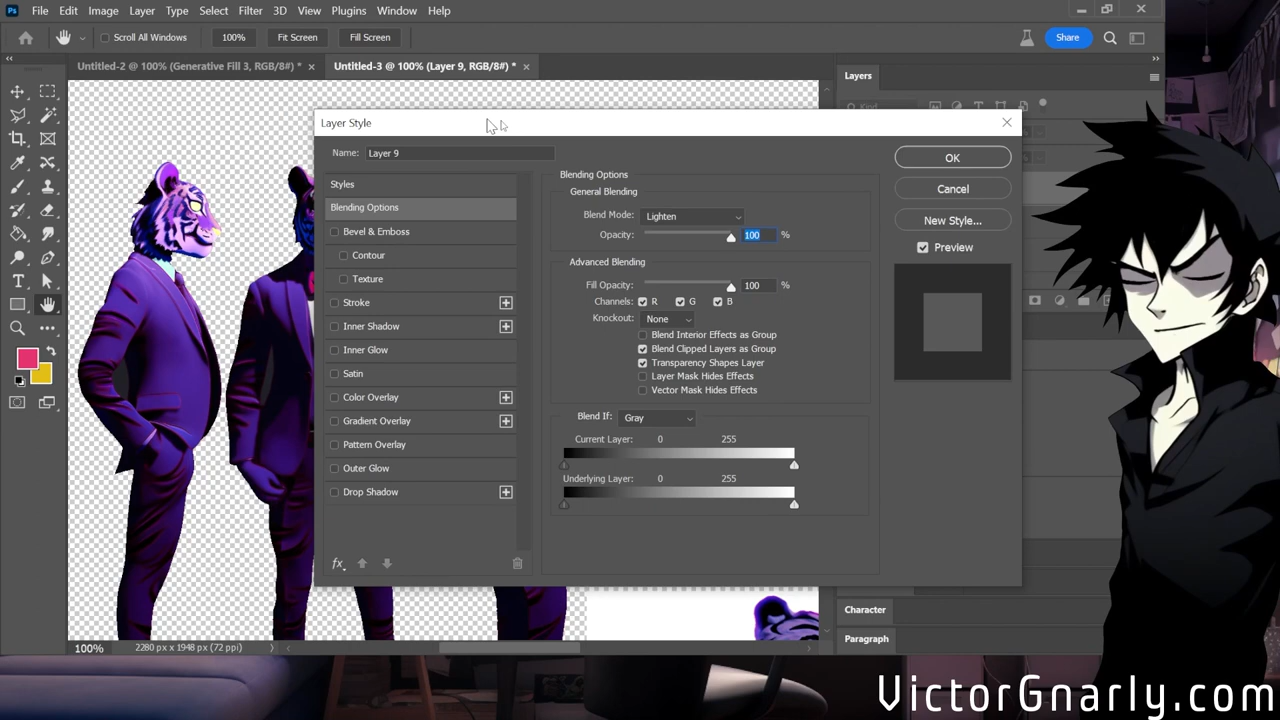 Ps File Edit Image Layer Type Select Filter 3D View Plugins Window Help
Scroll All Windows 100% Fit Screen Fill Screen Share
Untitled-2 @ 100% (Generative Fill 3, RGB/8#) * × Untitled-3 @ 100% (Layer 9, RGB/8#) * ×
Layers
Kind
Layer Style
Name: Layer 9
Styles
Blending Options
Bevel & Emboss
Contour
Texture
Stroke
Inner Shadow
Inner Glow
Satin
Color Overlay
Gradient Overlay
Pattern Overlay
Outer Glow
Drop Shadow
fx
Blending Options
General Blending
Blend Mode: Lighten
Opacity: 100 %
Advanced Blending
Fill Opacity: 100 %
Channels: R G B
Knockout: None
Blend Interior Effects as Group
Blend Clipped Layers as Group
Transparency Shapes Layer
Layer Mask Hides Effects
Vector Mask Hides Effects
Blend If: Gray
Current Layer: 0 255
Underlying Layer: 0 255
OK
Cancel
New Style...
Preview
Character
Paragraph
100% 2280 px x 1948 px (72 ppi)
VictorGnarly.com